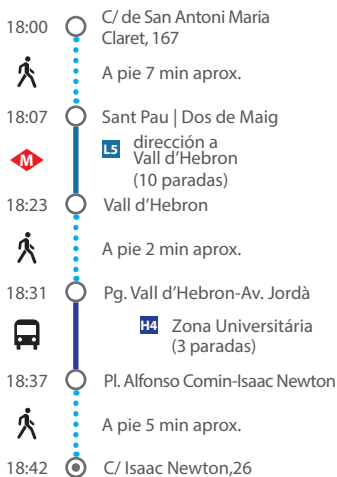 18:00 C/ de San Antoni Maria
Claret, 167
A pie 7 min aprox.
18:07 Sant Pau | Dos de Maig
M L5 dirección a
Vall d'Hebron
(10 paradas)
18:23 Vall d'Hebron
A pie 2 min aprox.
18:31 Pg. Vall d'Hebron-Av. Jordà
H4 Zona Universitária
(3 paradas)
18:37 Pl. Alfonso Comin-Isaac Newton
A pie 5 min aprox.
18:42 C/ Isaac Newton,26